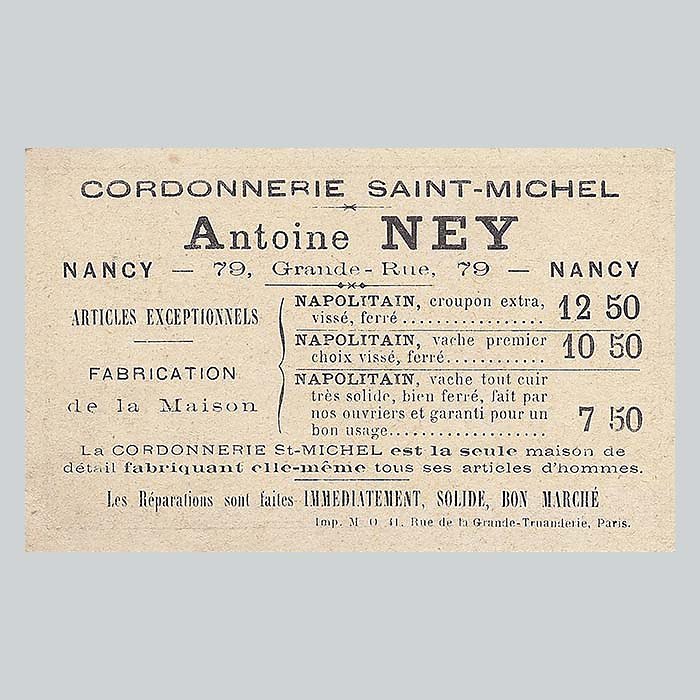 CORDONNERIE SAINT-MICHEL
Antoine NEY
NANCY — 79, Grande-Rue, 79 — NANCY
ARTICLES EXCEPTIONNELS
FABRICATION
de la Maison
NAPOLITAIN, croupon extra,
vissé, ferré.................. 12 50
NAPOLITAIN, vache premier
choix vissé, ferré............ 10 50
NAPOLITAIN, vache tout cuir
très solide, bien ferré, fait par
nos ouvriers et garanti pour un
bon usage.................... 7 50
La CORDONNERIE St-MICHEL est la seule maison de
détail fabriquant elle-même tous ses articles d'hommes.
Les Réparations sont faites IMMEDIATEMENT, SOLIDE, BON MARCHÉ
Imp. M. O. 41, Rue de la Grande-Truanderie, Paris.